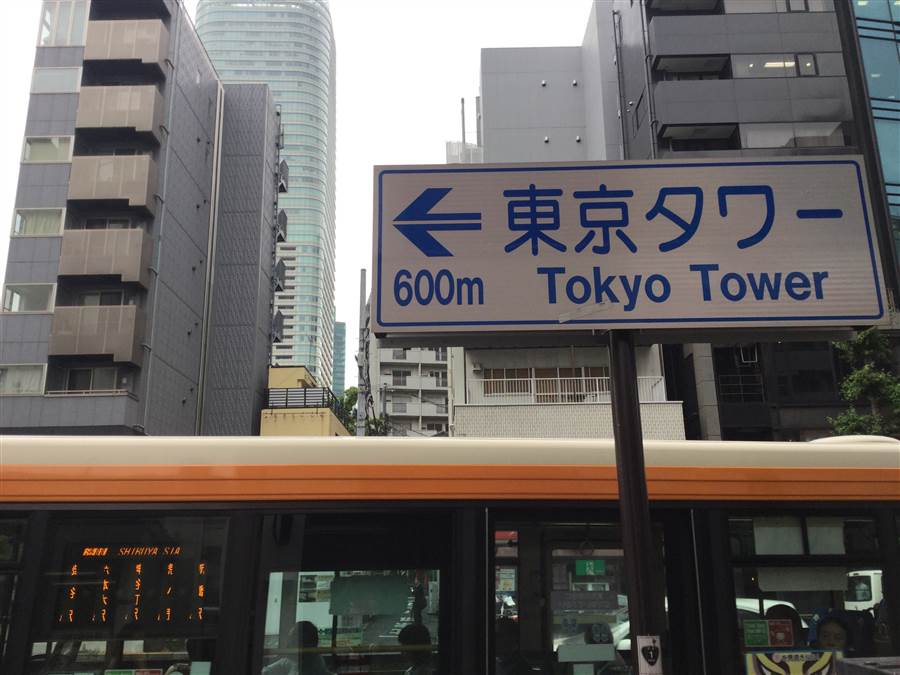 東京タワー
600m
Tokyo Tower
SHIBUYA STA